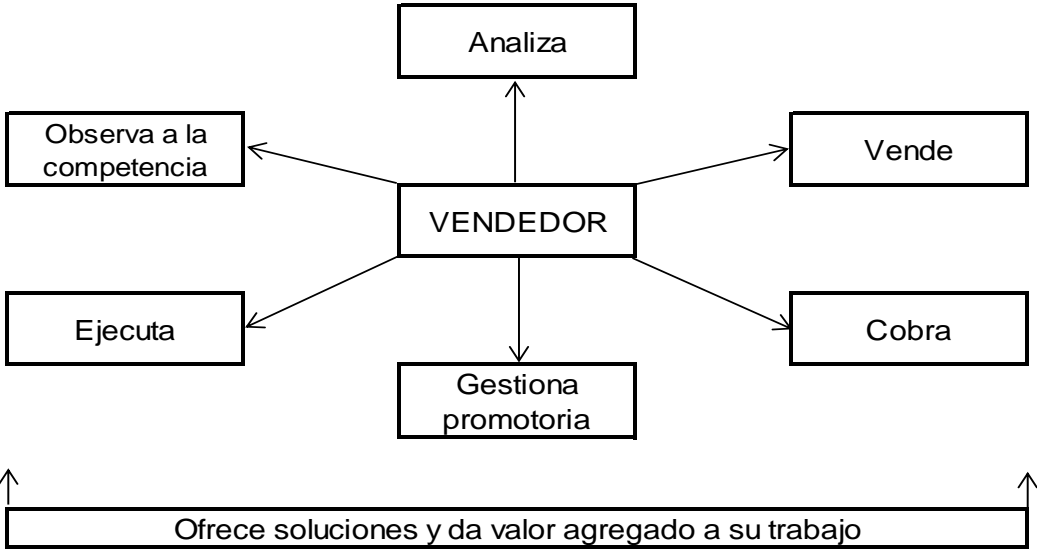 Analiza
Observa a la
competencia
Vende
VENDEDOR
Ejecuta
Cobra
Gestiona
promotoria
Ofrece soluciones y da valor agregado a su trabajo